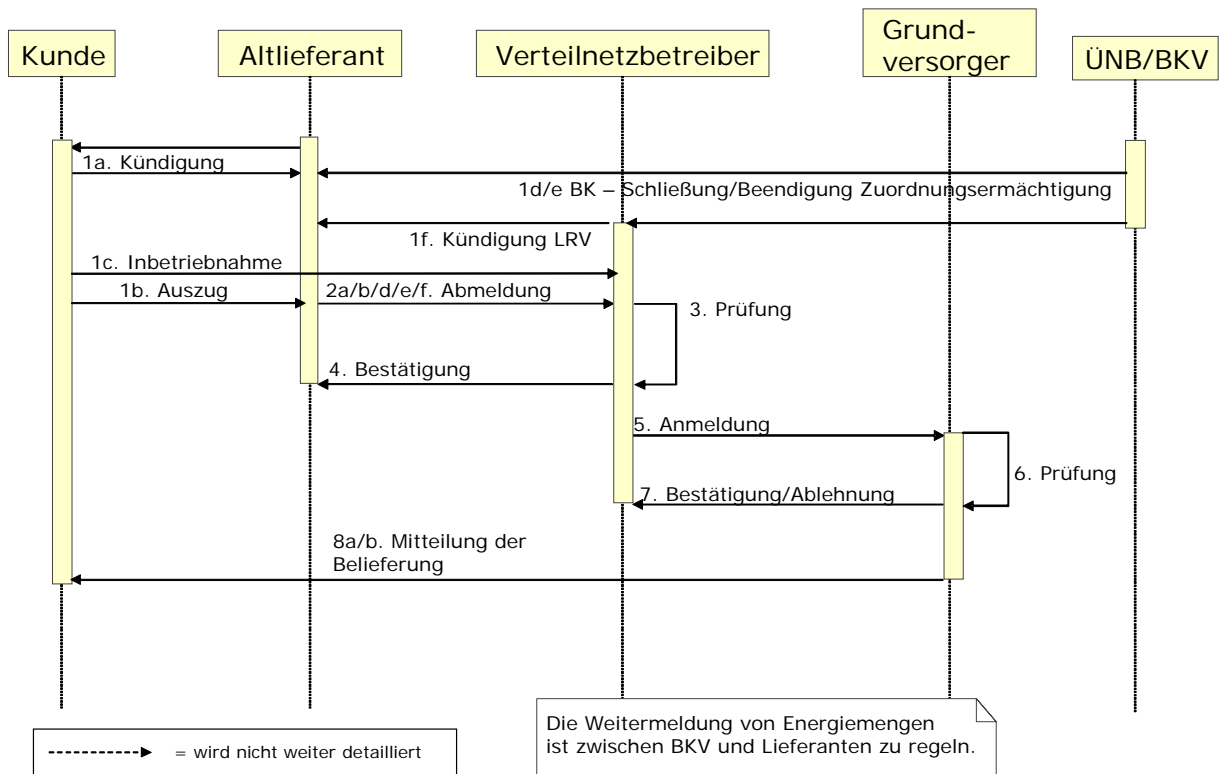 Kunde
Altlieferant
Verteilnetzbetreiber
Grund-
versorger
ÜNB/BKV
1a. Kündigung
1d/e BK – Schließung/Beendigung Zuordnungsermächtigung
1f. Kündigung LRV
1c. Inbetriebnahme
1b. Auszug
2a/b/d/e/f. Abmeldung
3. Prüfung
4. Bestätigung
5. Anmeldung
6. Prüfung
7. Bestätigung/Ablehnung
8a/b. Mitteilung der
Belieferung
Die Weitermeldung von Energiemengen
ist zwischen BKV und Lieferanten zu regeln.
= wird nicht weiter detailliert